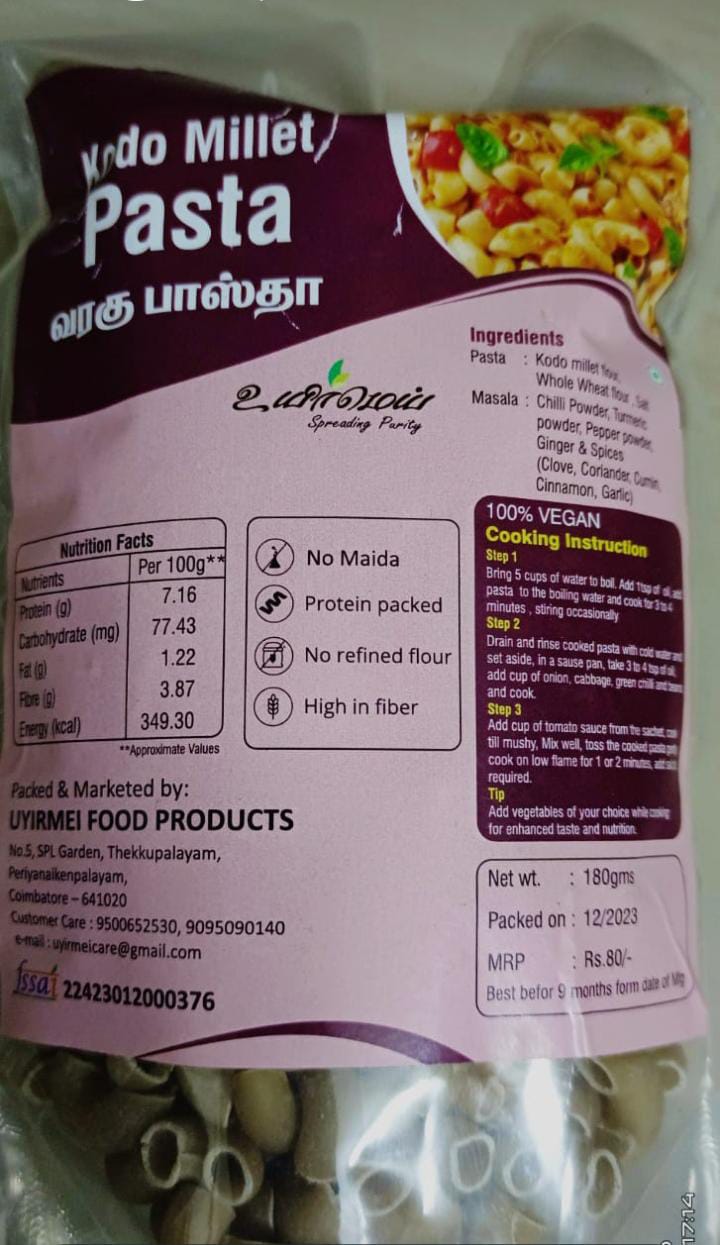 Kodo Millet
Pasta
வரகு பாஸ்தா
உயிர்மெய்
Spreading Purity
Ingredients
Pasta : Kodo millet flour,
Whole Wheat flour, Salt
Masala : Chilli Powder, Turmeric
powder, Pepper powder,
Ginger & Spices
(Clove, Coriander, Cumin,
Cinnamon, Garlic)
Nutrition Facts
Nutrients Per 100g**
Protein (g) 7.16
Carbohydrate (mg) 77.43
Fat (g) 1.22
Fibre (g) 3.87
Energy (kcal) 349.30
**Approximate Values
No Maida
Protein packed
No refined flour
High in fiber
100% VEGAN
Cooking Instruction
Step 1
Bring 5 cups of water to boil. Add 1tsp of oil, add
pasta to the boiling water and cook for 3 to 4
minutes , stiring occasionally
Step 2
Drain and rinse cooked pasta with cold water and
set aside, in a sause pan, take 3 to 4 tsp of oil,
add cup of onion, cabbage, green chilli and beans
and cook.
Step 3
Add cup of tomato sauce from the sachet, cook
till mushy, Mix well, toss the cooked pasta
cook on low flame for 1 or 2 minutes, add
required.
Tip
Add vegetables of your choice while cooking
for enhanced taste and nutrition.
Packed & Marketed by:
UYIRMEI FOOD PRODUCTS
No.5, SPL Garden, Thekkupalayam,
Periyanaikenpalayam,
Coimbatore – 641020
Customer Care : 9500652530, 9095090140
e-mail : uyirmeicare@gmail.com
fssai 22423012000376
Net wt. : 180gms
Packed on : 12/2023
MRP : Rs.80/-
Best befor 9 months form date of Mfg
17:14